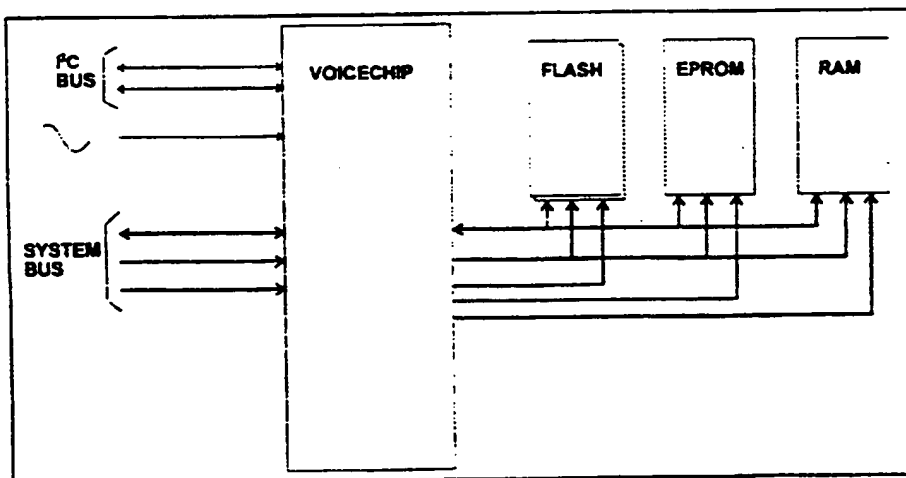 I²C
BUS
VOICECHIP
FLASH
EPROM
RAM
SYSTEM
BUS